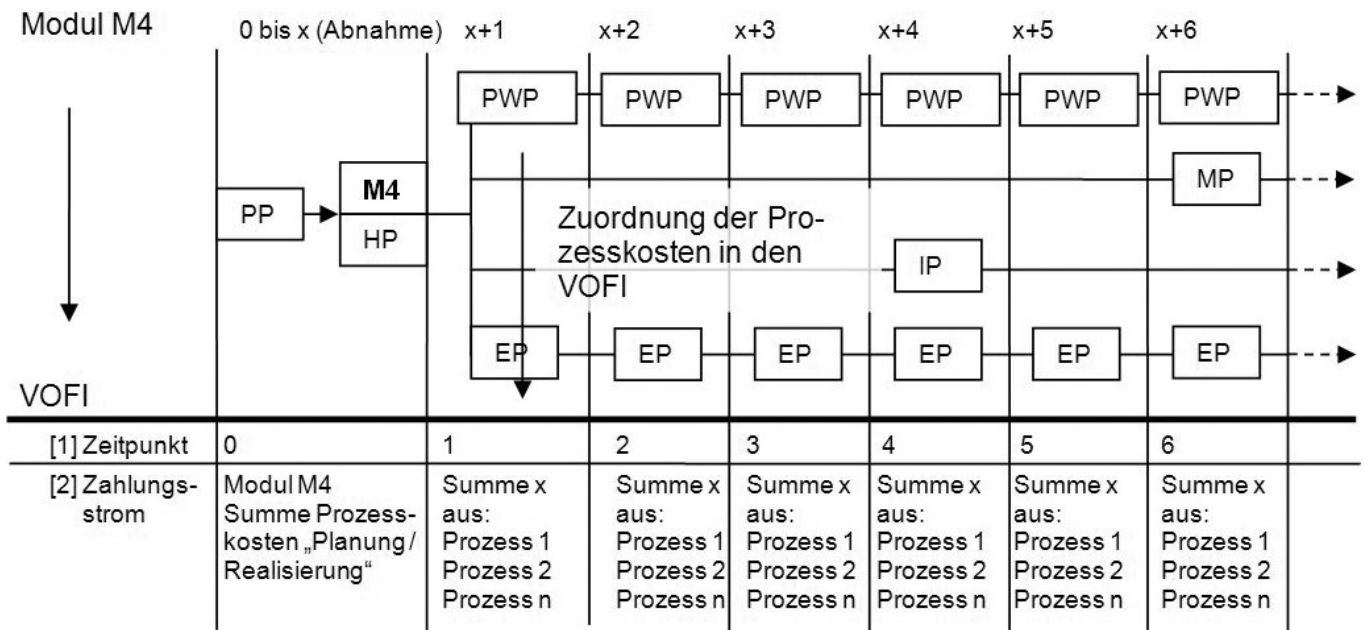 Modul M4
0 bis x (Abnahme) x+1 x+2 x+3 x+4 x+5 x+6
PWP PWP PWP PWP PWP PWP
M4 MP
PP
HP
Zuordnung der Pro-
zesskosten in den
VOFI
IP
EP EP EP EP EP EP
VOFI
[1] Zeitpunkt 0 1 2 3 4 5 6
[2] Zahlungs- Modul M4 Summe x Summe x Summe x Summe x Summe x Summe x
strom Summe Prozess- aus: aus: aus: aus: aus: aus:
kosten „Planung / Prozess 1 Prozess 1 Prozess 1 Prozess 1 Prozess 1 Prozess 1
Realisierung“ Prozess 2 Prozess 2 Prozess 2 Prozess 2 Prozess 2 Prozess 2
Prozess n Prozess n Prozess n Prozess n Prozess n Prozess n